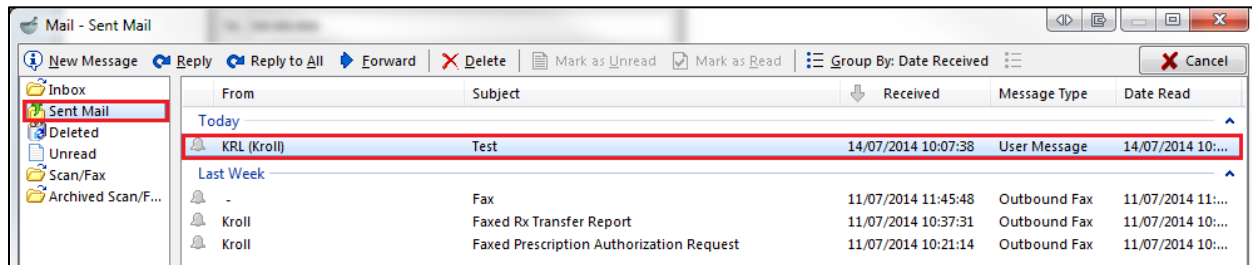 Mail - Sent Mail
New Message Reply Reply to All Forward Delete Mark as Unread Mark as Read Group By: Date Received Cancel
Inbox
Sent Mail
Deleted
Unread
Scan/Fax
Archived Scan/F...
From Subject Received Message Type Date Read
Today
KRL (Kroll) Test 14/07/2014 10:07:38 User Message 14/07/2014 10:...
Last Week
- Fax 11/07/2014 11:45:48 Outbound Fax 11/07/2014 11:...
Kroll Faxed Rx Transfer Report 11/07/2014 10:37:31 Outbound Fax 11/07/2014 10:...
Kroll Faxed Prescription Authorization Request 11/07/2014 10:21:14 Outbound Fax 11/07/2014 10:...